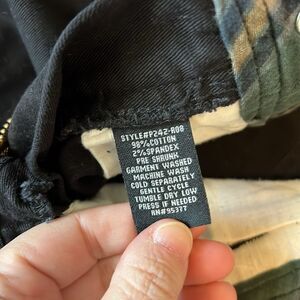 STYLE#P242-R08
98%COTTON
2%SPANDEX
PRE SHRUNK
GARMENT WASHED
MACHINE WASH
COLD SEPARATELY
GENTLE CYCLE
TUMBLE DRY LOW
PRESS IF NEEDED
RN#95377